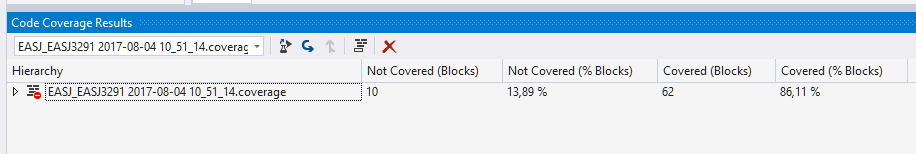 Code Coverage Results
EASJ_EASJ3291 2017-08-04 10_51_14.coverag
Hierarchy Not Covered (Blocks) Not Covered (% Blocks) Covered (Blocks) Covered (% Blocks)
EASJ_EASJ3291 2017-08-04 10_51_14.coverage 10 13,89 % 62 86,11 %